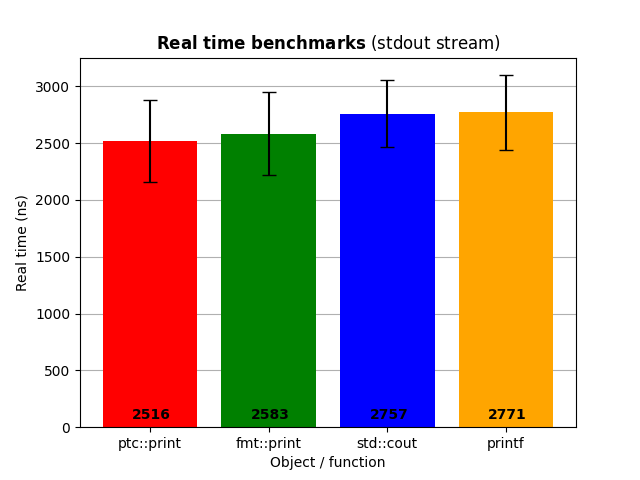 Real time benchmarks (stdout stream)
Real time (ns)
3000
2500
2000
1500
1000
500
0
2516 2583 2757 2771
ptc::print fmt::print std::cout printf
Object / function